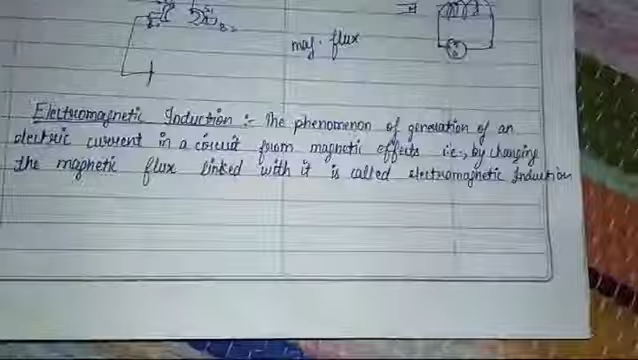 mag. flux
Electromagnetic Induction :- The phenomenon of generation of an
electric current in a circuit from magnetic effects i.e., by changing
the magnetic flux linked with it is called electromagnetic Induction